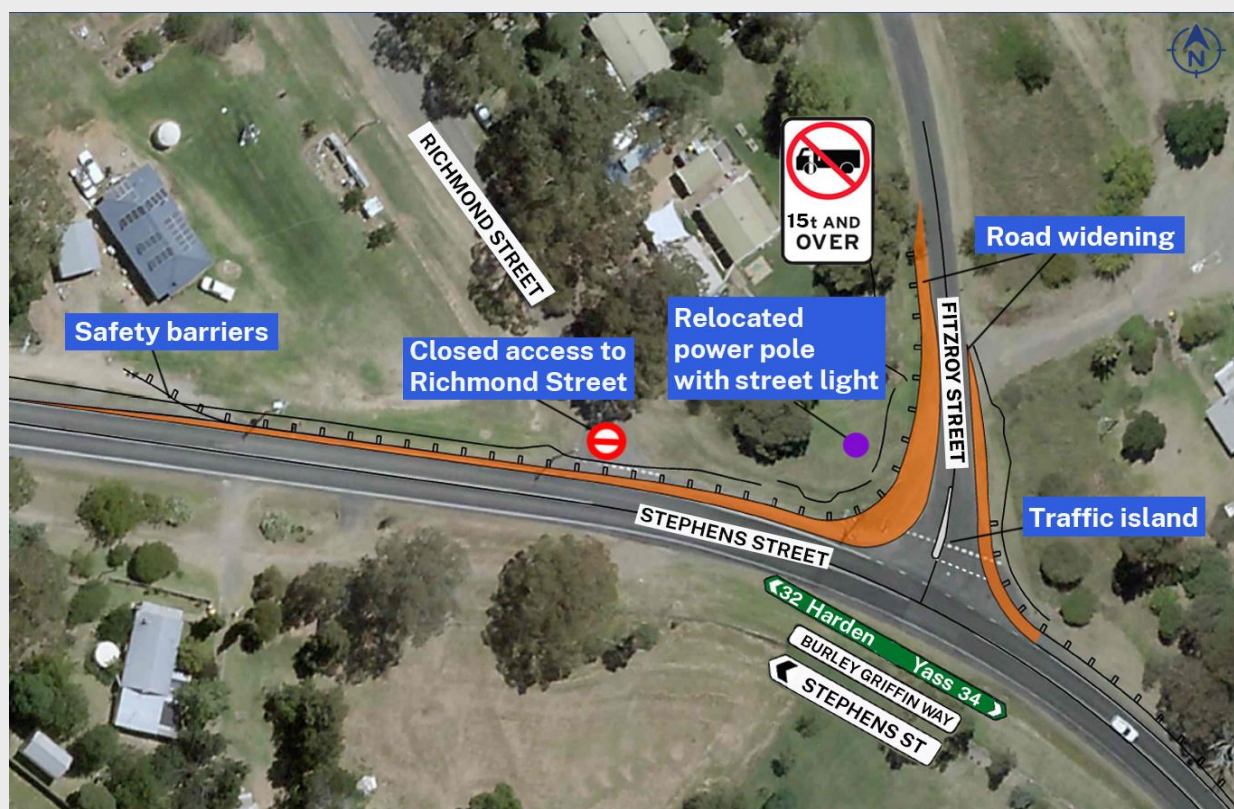 N
RICHMOND STREET
15t AND
OVER
Road widening
Safety barriers
Closed access to
Richmond Street
Relocated
power pole
with street light
FITZROY STREET
Traffic island
STEPHENS STREET
32 Harden Yass 34
BURLEY GRIFFIN WAY
STEPHENS ST